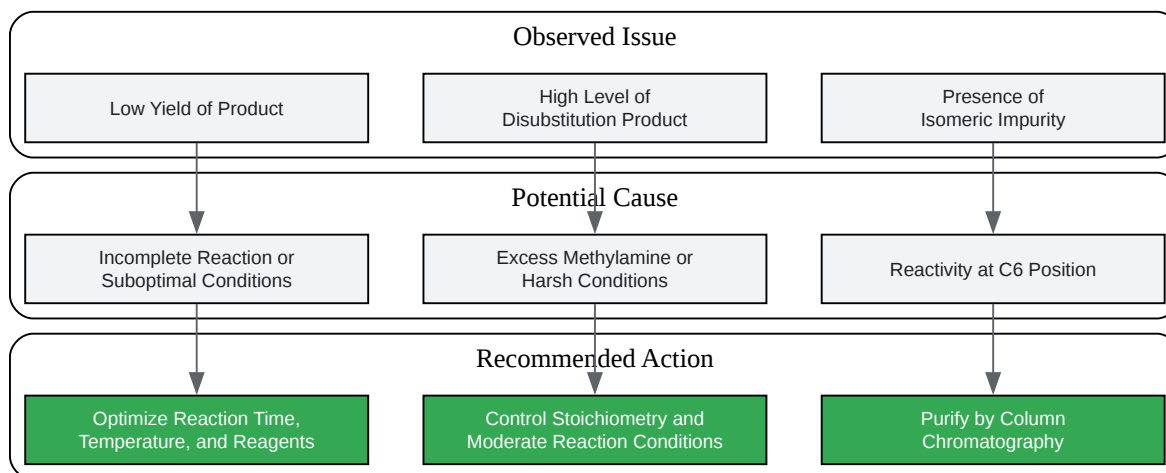 Observed Issue
Low Yield of Product
High Level of
Disubstitution Product
Presence of
Isomeric Impurity
Potential Cause
Incomplete Reaction or
Suboptimal Conditions
Excess Methylamine or
Harsh Conditions
Reactivity at C6 Position
Recommended Action
Optimize Reaction Time,
Temperature, and Reagents
Control Stoichiometry and
Moderate Reaction Conditions
Purify by Column
Chromatography